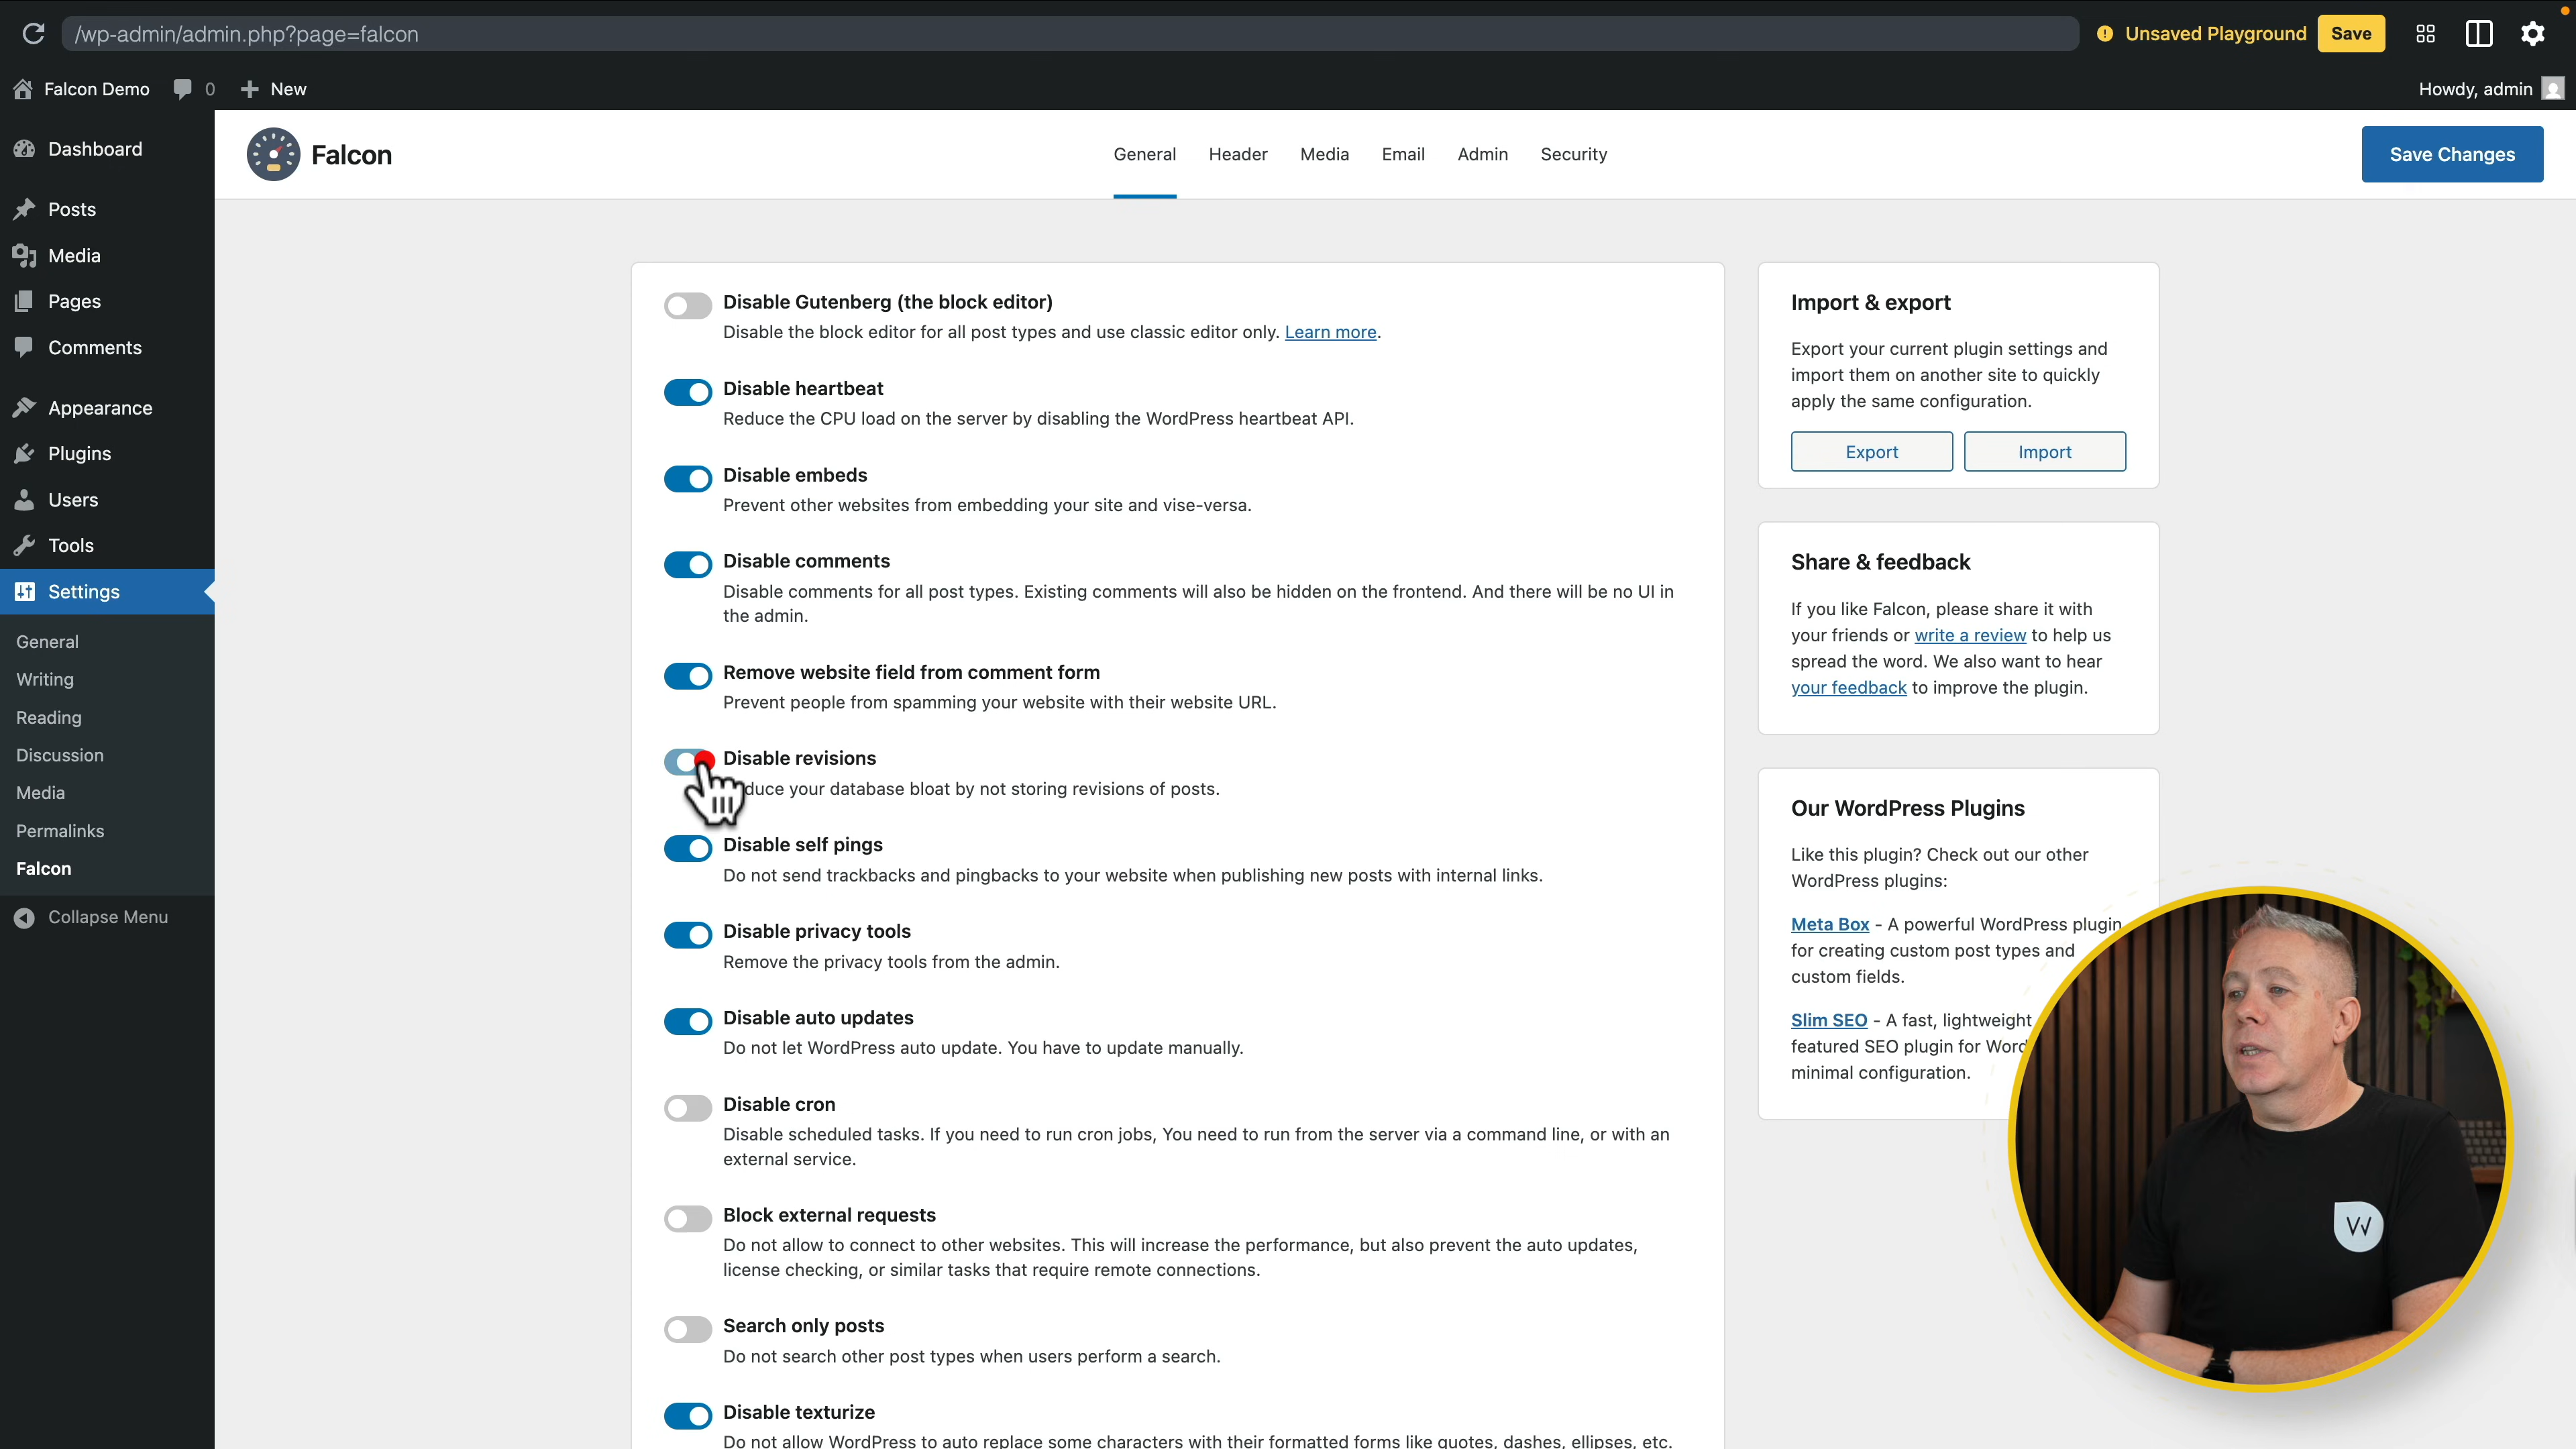 /wp-admin/admin.php?page=falcon
Unsaved Playground
Save
Falcon Demo
0
New
Howdy, admin
Dashboard
Posts
Media
Pages
Comments
Appearance
Plugins
Users
Tools
Settings
General
Writing
Reading
Discussion
Media
Permalinks
Falcon
Collapse Menu
Falcon
General
Header
Media
Email
Admin
Security
Save Changes
Disable Gutenberg (the block editor)
Disable the block editor for all post types and use classic editor only. Learn more.
Disable heartbeat
Reduce the CPU load on the server by disabling the WordPress heartbeat API.
Disable embeds
Prevent other websites from embedding your site and vise-versa.
Disable comments
Disable comments for all post types. Existing comments will also be hidden on the frontend. And there will be no UI in
the admin.
Remove website field from comment form
Prevent people from spamming your website with their website URL.
Disable revisions
duce your database bloat by not storing revisions of posts.
Disable self pings
Do not send trackbacks and pingbacks to your website when publishing new posts with internal links.
Disable privacy tools
Remove the privacy tools from the admin.
Disable auto updates
Do not let WordPress auto update. You have to update manually.
Disable cron
Disable scheduled tasks. If you need to run cron jobs, You need to run from the server via a command line, or with an
external service.
Block external requests
Do not allow to connect to other websites. This will increase the performance, but also prevent the auto updates,
license checking, or similar tasks that require remote connections.
Search only posts
Do not search other post types when users perform a search.
Disable texturize
Do not allow WordPress to auto replace some characters with their formatted forms like quotes, dashes, ellipses, etc.
Import & export
Export your current plugin settings and
import them on another site to quickly
apply the same configuration.
Export
Import
Share & feedback
If you like Falcon, please share it with
your friends or write a review to help us
spread the word. We also want to hear
your feedback to improve the plugin.
Our WordPress Plugins
Like this plugin? Check out our other
WordPress plugins:
Meta Box - A powerful WordPress plugin
for creating custom post types and
custom fields.
Slim SEO - A fast, lightweight
featured SEO plugin for Word
minimal configuration.
W